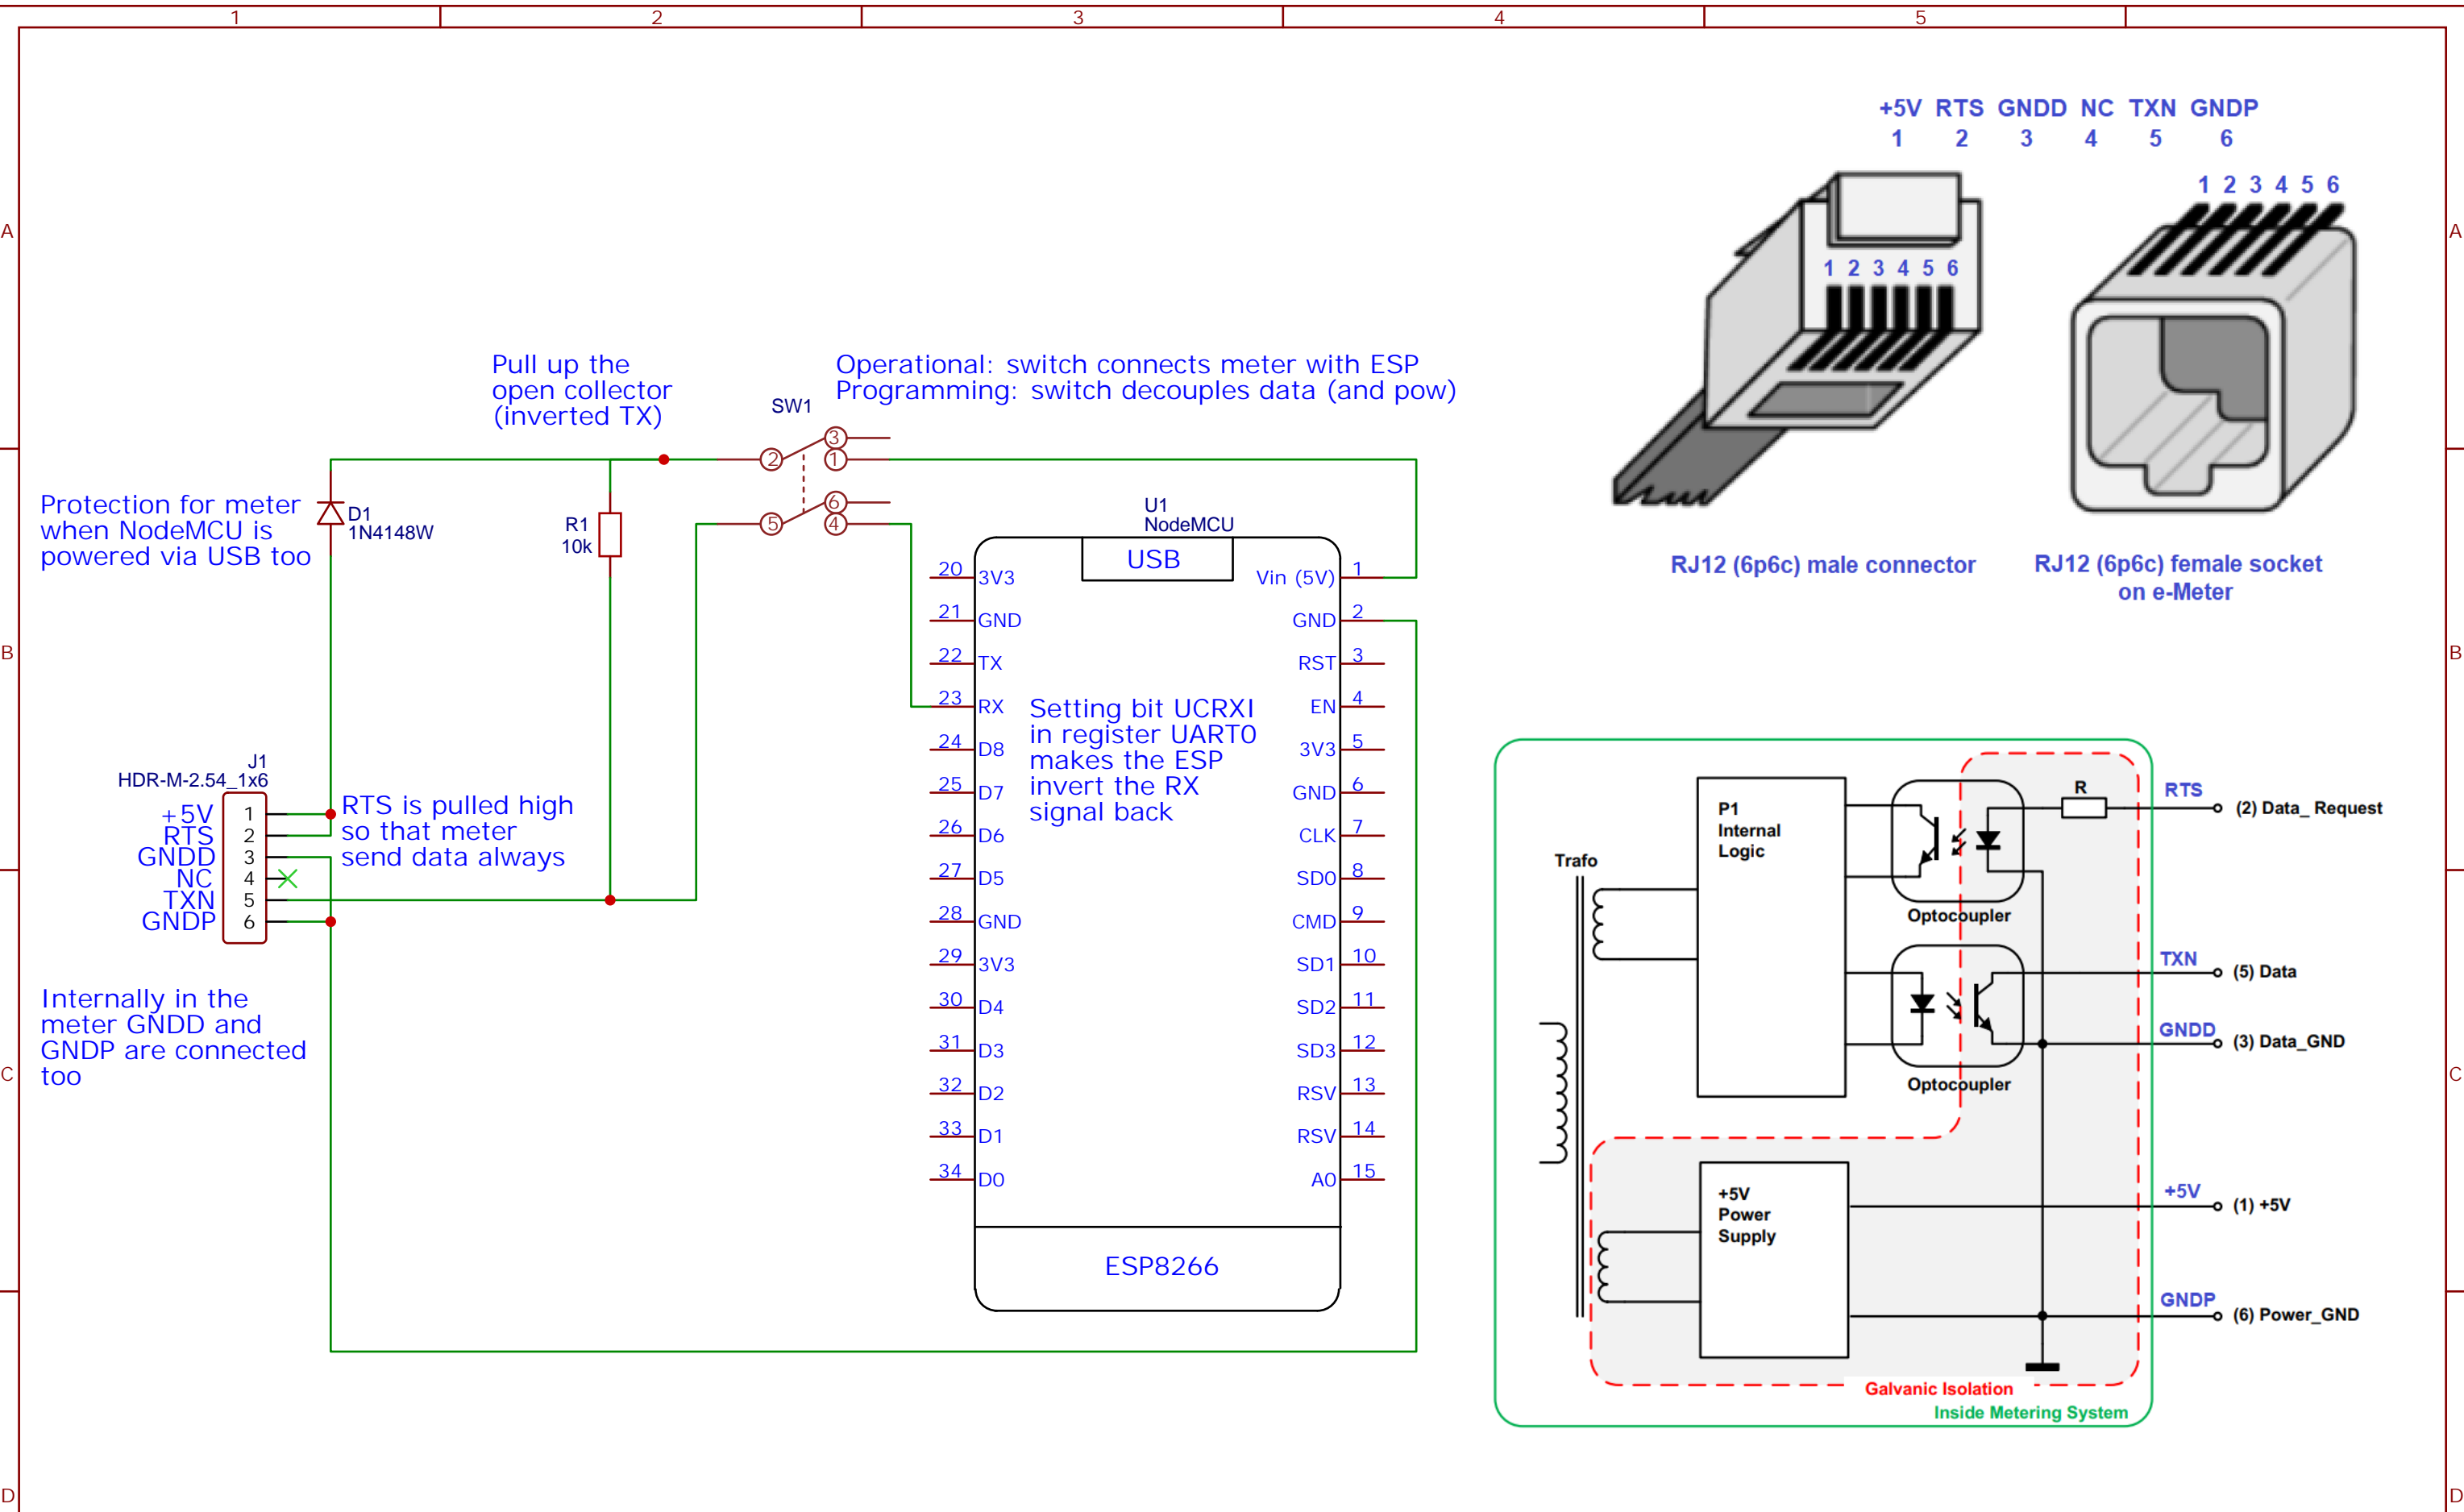 1 2 3 4 5
A
B
C
D
A
B
C
D
+5V RTS GNDD NC TXN GNDP
1 2 3 4 5 6
1 2 3 4 5 6
1 2 3 4 5 6
RJ12 (6p6c) male connector
RJ12 (6p6c) female socket
on e-Meter
Pull up the
open collector
(inverted TX)
Operational: switch connects meter with ESP
Programming: switch decouples data (and pow)
SW1
2
3
1
5
6
4
Protection for meter
when NodeMCU is
powered via USB too
D1
1N4148W
R1
10k
U1
NodeMCU
USB
20 3V3
21 GND
22 TX
23 RX
24 D8
25 D7
26 D6
27 D5
28 GND
29 3V3
30 D4
31 D3
32 D2
33 D1
34 D0
Vin (5V) 1
GND 2
RST 3
EN 4
3V3 5
GND 6
CLK 7
SD0 8
CMD 9
SD1 10
SD2 11
SD3 12
RSV 13
RSV 14
A0 15
Setting bit UCRXI
in register UART0
makes the ESP
invert the RX
signal back
ESP8266
J1
HDR-M-2.54_1x6
+5V 1
RTS 2
GNDD 3
NC 4
TXN 5
GNDP 6
RTS is pulled high
so that meter
send data always
Internally in the
meter GNDD and
GNDP are connected
too
Trafo
P1
Internal
Logic
Optocoupler
Optocoupler
R
RTS
(2) Data_ Request
TXN
(5) Data
GNDD
(3) Data_GND
+5V
Power
Supply
+5V
(1) +5V
GNDP
(6) Power_GND
Galvanic Isolation
Inside Metering System